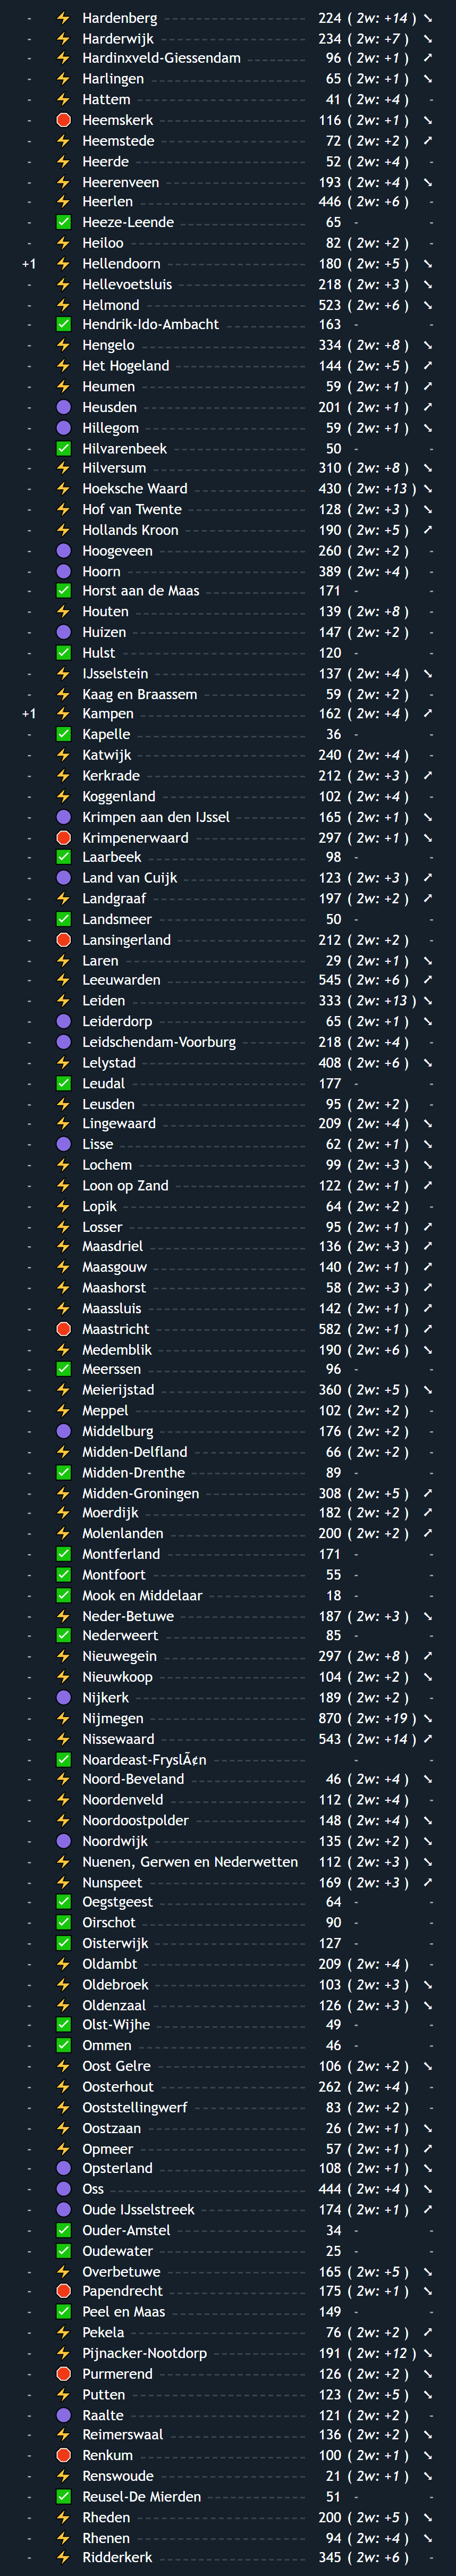 - ⚡ Hardenberg 224 ( 2w: +14 ) ➘
- ⚡ Harderwijk 234 ( 2w: +7 ) ➘
- ⚡ Hardinxveld-Giessendam 96 ( 2w: +1 ) ➚
- ⚡ Harlingen 65 ( 2w: +1 ) ➘
- ⚡ Hattem 41 ( 2w: +4 ) -
- 🛑 Heemskerk 116 ( 2w: +1 ) ➘
- ⚡ Heemstede 72 ( 2w: +2 ) ➚
- ⚡ Heerde 52 ( 2w: +4 ) -
- ⚡ Heerenveen 193 ( 2w: +4 ) ➘
- ⚡ Heerlen 446 ( 2w: +6 ) -
- ✅ Heeze-Leende 65 - -
- ⚡ Heiloo 82 ( 2w: +2 ) -
+1 ⚡ Hellendoorn 180 ( 2w: +5 ) ➘
- ⚡ Hellevoetsluis 218 ( 2w: +3 ) ➘
- ⚡ Helmond 523 ( 2w: +6 ) ➘
- ✅ Hendrik-Ido-Ambacht 163 - -
- ⚡ Hengelo 334 ( 2w: +8 ) ➘
- ⚡ Het Hogeland 144 ( 2w: +5 ) ➚
- ⚡ Heumen 59 ( 2w: +1 ) ➚
- 🟣 Heusden 201 ( 2w: +1 ) ➚
- 🟣 Hillegom 59 ( 2w: +1 ) ➘
- ✅ Hilvarenbeek 50 - -
- ⚡ Hilversum 310 ( 2w: +8 ) ➘
- ⚡ Hoeksche Waard 430 ( 2w: +13 ) ➘
- ⚡ Hof van Twente 128 ( 2w: +3 ) ➘
- ⚡ Hollands Kroon 190 ( 2w: +5 ) ➚
- 🟣 Hoogeveen 260 ( 2w: +2 ) -
- 🟣 Hoorn 389 ( 2w: +4 ) -
- ✅ Horst aan de Maas 171 - -
- ⚡ Houten 139 ( 2w: +8 ) -
- 🟣 Huizen 147 ( 2w: +2 ) -
- ✅ Hulst 120 - -
- ⚡ IJsselstein 137 ( 2w: +4 ) ➘
- ⚡ Kaag en Braassem 59 ( 2w: +2 ) -
+1 ⚡ Kampen 162 ( 2w: +4 ) ➚
- ✅ Kapelle 36 - -
- ⚡ Katwijk 240 ( 2w: +4 ) -
- ⚡ Kerkrade 212 ( 2w: +3 ) ➚
- ⚡ Koggenland 102 ( 2w: +4 ) -
- 🟣 Krimpen aan den IJssel 165 ( 2w: +1 ) ➘
- 🛑 Krimpenerwaard 297 ( 2w: +1 ) ➘
- ✅ Laarbeek 98 - -
- 🟣 Land van Cuijk 123 ( 2w: +3 ) ➚
- ⚡ Landgraaf 197 ( 2w: +2 ) ➚
- ✅ Landsmeer 50 - -
- 🛑 Lansingerland 212 ( 2w: +2 ) -
- ⚡ Laren 29 ( 2w: +1 ) ➘
- ⚡ Leeuwarden 545 ( 2w: +6 ) ➚
- ⚡ Leiden 333 ( 2w: +13 ) ➘
- 🟣 Leiderdorp 65 ( 2w: +1 ) ➘
- 🟣 Leidschendam-Voorburg 218 ( 2w: +4 ) -
- ⚡ Lelystad 408 ( 2w: +6 ) ➘
- ✅ Leudal 177 - -
- ⚡ Leusden 95 ( 2w: +2 ) -
- ⚡ Lingewaard 209 ( 2w: +4 ) ➘
- 🟣 Lisse 62 ( 2w: +1 ) ➘
- ⚡ Lochem 99 ( 2w: +3 ) ➘
- ⚡ Loon op Zand 122 ( 2w: +1 ) ➚
- ⚡ Lopik 64 ( 2w: +2 ) -
- ⚡ Losser 95 ( 2w: +1 ) ➚
- ⚡ Maasdriel 136 ( 2w: +3 ) ➚
- ⚡ Maasgouw 140 ( 2w: +1 ) ➚
- ⚡ Maashorst 58 ( 2w: +3 ) ➚
- ⚡ Maassluis 142 ( 2w: +1 ) ➚
- 🛑 Maastricht 582 ( 2w: +1 ) ➚
- ⚡ Medemblik 190 ( 2w: +6 ) ➘
- ✅ Meerssen 96 - -
- ⚡ Meierijstad 360 ( 2w: +5 ) ➘
- ⚡ Meppel 102 ( 2w: +2 ) -
- 🟣 Middelburg 176 ( 2w: +2 ) -
- ⚡ Midden-Delfland 66 ( 2w: +2 ) -
- ✅ Midden-Drenthe 89 - -
- ⚡ Midden-Groningen 308 ( 2w: +5 ) ➚
- ⚡ Moerdijk 182 ( 2w: +2 ) ➚
- ⚡ Molenlanden 200 ( 2w: +2 ) ➚
- ✅ Montferland 171 - -
- ✅ Montfoort 55 - -
- ✅ Mook en Middelaar 18 - -
- ⚡ Neder-Betuwe 187 ( 2w: +3 ) ➘
- ✅ Nederweert 85 - -
- ⚡ Nieuwegein 297 ( 2w: +8 ) ➚
- ⚡ Nieuwkoop 104 ( 2w: +2 ) ➘
- 🟣 Nijkerk 189 ( 2w: +2 ) -
- ⚡ Nijmegen 870 ( 2w: +19 ) ➘
- ⚡ Nissewaard 543 ( 2w: +14 ) ➚
- ✅ Noardeast-FryslÃ¢n - -
- ⚡ Noord-Beveland 46 ( 2w: +4 ) ➘
- ⚡ Noordenveld 112 ( 2w: +4 ) -
- ⚡ Noordoostpolder 148 ( 2w: +4 ) ➘
- 🟣 Noordwijk 135 ( 2w: +2 ) ➘
- ⚡ Nuenen, Gerwen en Nederwetten 112 ( 2w: +3 ) ➘
- ⚡ Nunspeet 169 ( 2w: +3 ) ➚
- ✅ Oegstgeest 64 - -
- ✅ Oirschot 90 - -
- ✅ Oisterwijk 127 - -
- ⚡ Oldambt 209 ( 2w: +4 ) -
- ⚡ Oldebroek 103 ( 2w: +3 ) ➘
- ⚡ Oldenzaal 126 ( 2w: +3 ) ➘
- ✅ Olst-Wijhe 49 - -
- ✅ Ommen 46 - -
- ⚡ Oost Gelre 106 ( 2w: +2 ) ➘
- ⚡ Oosterhout 262 ( 2w: +4 ) -
- ⚡ Ooststellingwerf 83 ( 2w: +2 ) -
- ⚡ Oostzaan 26 ( 2w: +1 ) ➘
- ⚡ Opmeer 57 ( 2w: +1 ) ➚
- 🟣 Opsterland 108 ( 2w: +1 ) ➘
- 🟣 Oss 444 ( 2w: +4 ) ➘
- 🟣 Oude IJsselstreek 174 ( 2w: +1 ) ➚
- ✅ Ouder-Amstel 34 - -
- ✅ Oudewater 25 - -
- ⚡ Overbetuwe 165 ( 2w: +5 ) ➘
- 🛑 Papendrecht 175 ( 2w: +1 ) ➘
- ✅ Peel en Maas 149 - -
- ⚡ Pekela 76 ( 2w: +2 ) ➚
- ⚡ Pijnacker-Nootdorp 191 ( 2w: +12 ) ➘
- 🛑 Purmerend 126 ( 2w: +2 ) ➘
- ⚡ Putten 123 ( 2w: +5 ) ➘
- 🟣 Raalte 121 ( 2w: +2 ) -
- ⚡ Reimerswaal 136 ( 2w: +2 ) ➘
- 🛑 Renkum 100 ( 2w: +1 ) ➘
- ⚡ Renswoude 21 ( 2w: +1 ) ➘
- ✅ Reusel-De Mierden 51 - -
- ⚡ Rheden 200 ( 2w: +5 ) ➘
- ⚡ Rhenen 94 ( 2w: +4 ) ➘
- ⚡ Ridderkerk 345 ( 2w: +6 ) -